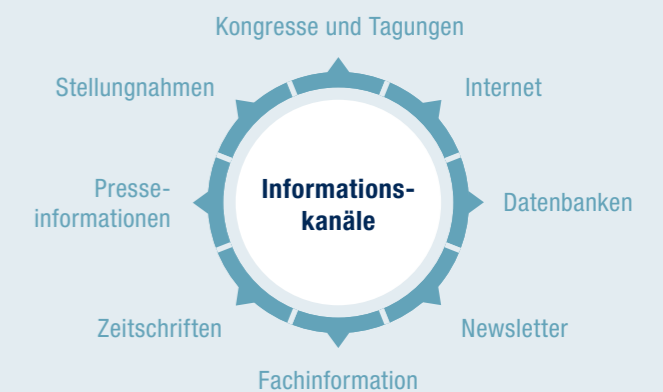 Kongresse und Tagungen
Stellungnahmen
Internet
Presse-
informationen
Informations-
kanäle
Datenbanken
Zeitschriften
Newsletter
Fachinformation